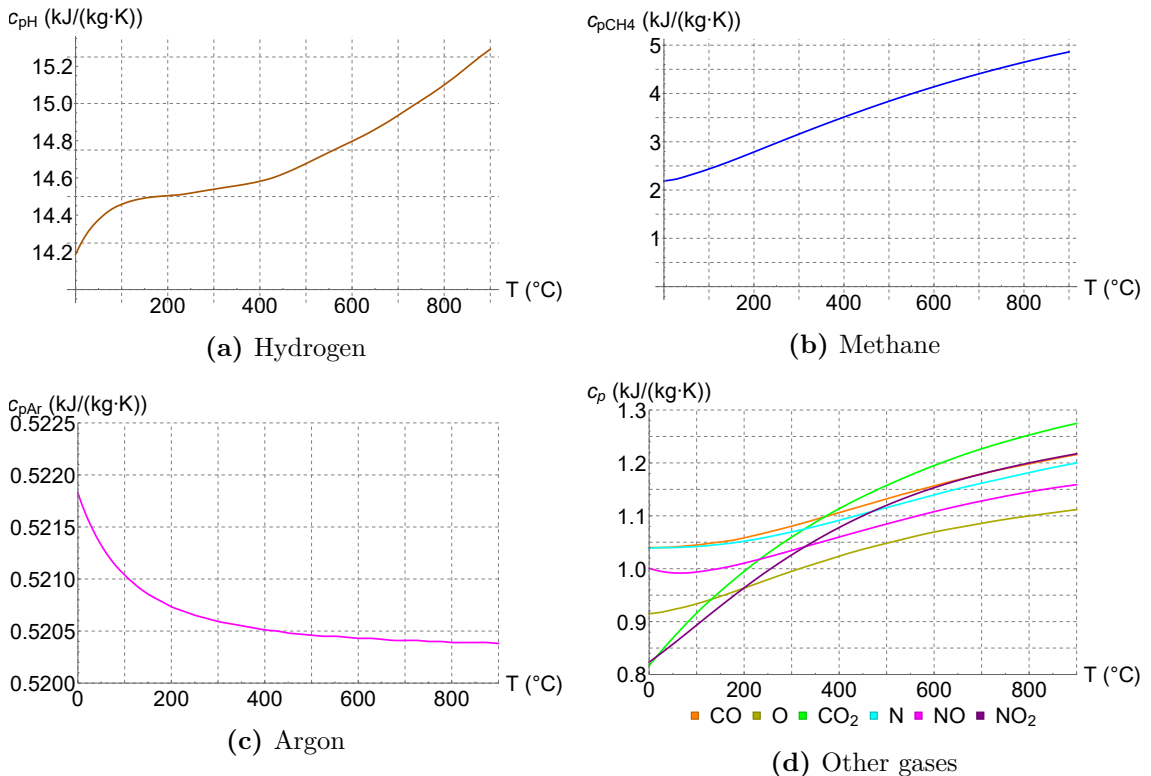 c_pH (kJ/(kg·K))
15.2
15.0
14.8
14.6
14.4
14.2
200 400 600 800
T (°C)
(a) Hydrogen
c_pCH4 (kJ/(kg·K))
5
4
3
2
1
200 400 600 800
T (°C)
(b) Methane
c_pAr (kJ/(kg·K))
0.5225
0.5220
0.5215
0.5210
0.5205
0.5200
0 200 400 600 800
T (°C)
(c) Argon
c_p (kJ/(kg·K))
1.3
1.2
1.1
1.0
0.9
0.8
0 200 400 600 800
T (°C)
CO O CO₂ N NO NO₂
(d) Other gases